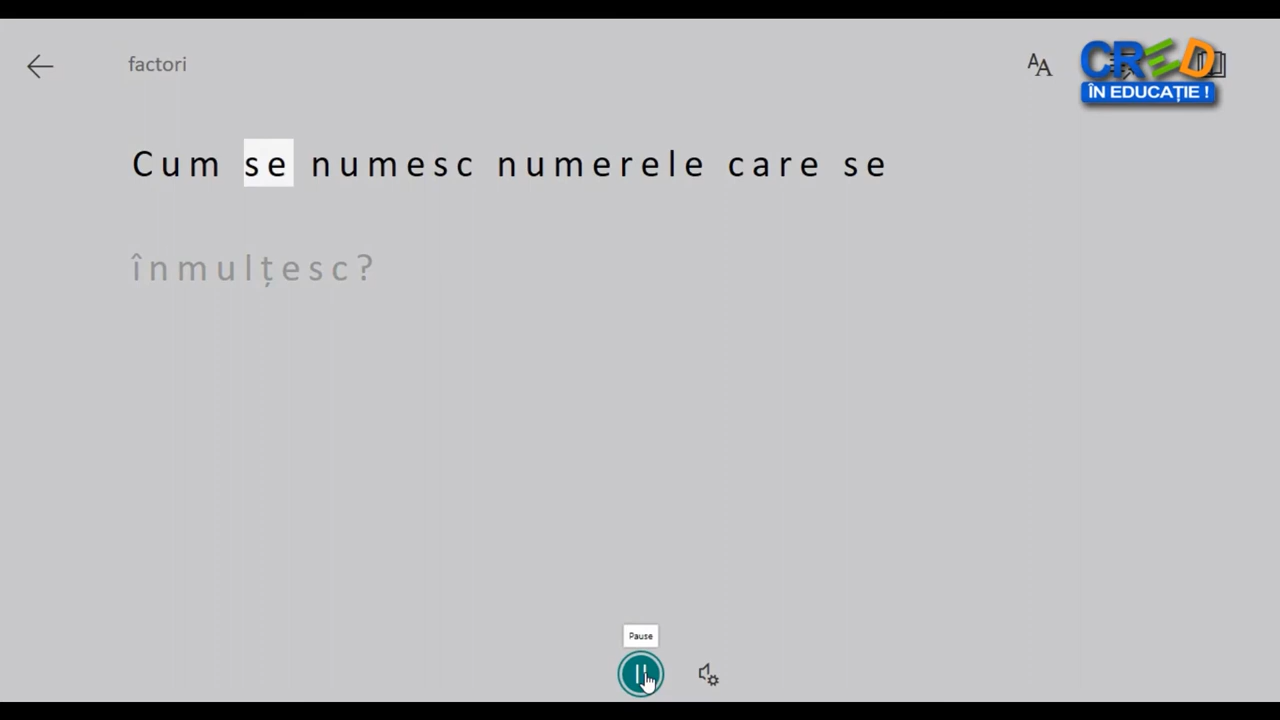 factori
CRED
ÎN EDUCAȚIE !
Cum se numesc numerele care se
înmulțesc?
Pause